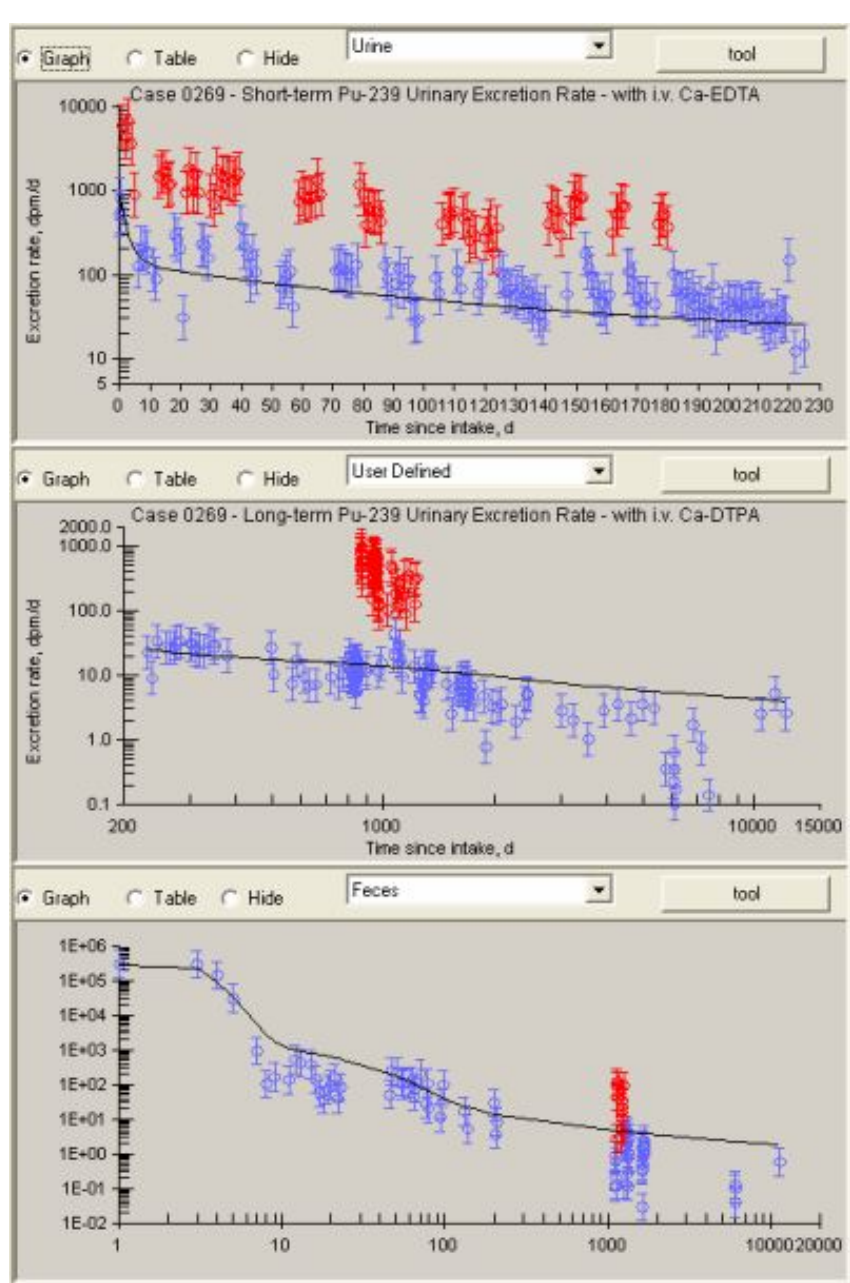 Graph Table Hide Urine tool
Case 0269 - Short-term Pu-239 Urinary Excretion Rate - with i.v. Ca-EDTA
10000
1000
100
10
5
Excretion rate, dpm/d
0 10 20 30 40 50 60 70 80 90 100 110 120 130 140 150 160 170 180 190 200 210 220 230
Time since intake, d
Graph Table Hide User Defined tool
Case 0269 - Long-term Pu-239 Urinary Excretion Rate - with i.v. Ca-DTPA
2000.0
1000.0
100.0
10.0
1.0
0.1
Excretion rate, dpm/d
200 1000 10000 15000
Time since intake, d
Graph Table Hide Feces tool
1E+06
1E+05
1E+04
1E+03
1E+02
1E+01
1E+00
1E-01
1E-02
1 10 100 1000 10000 20000